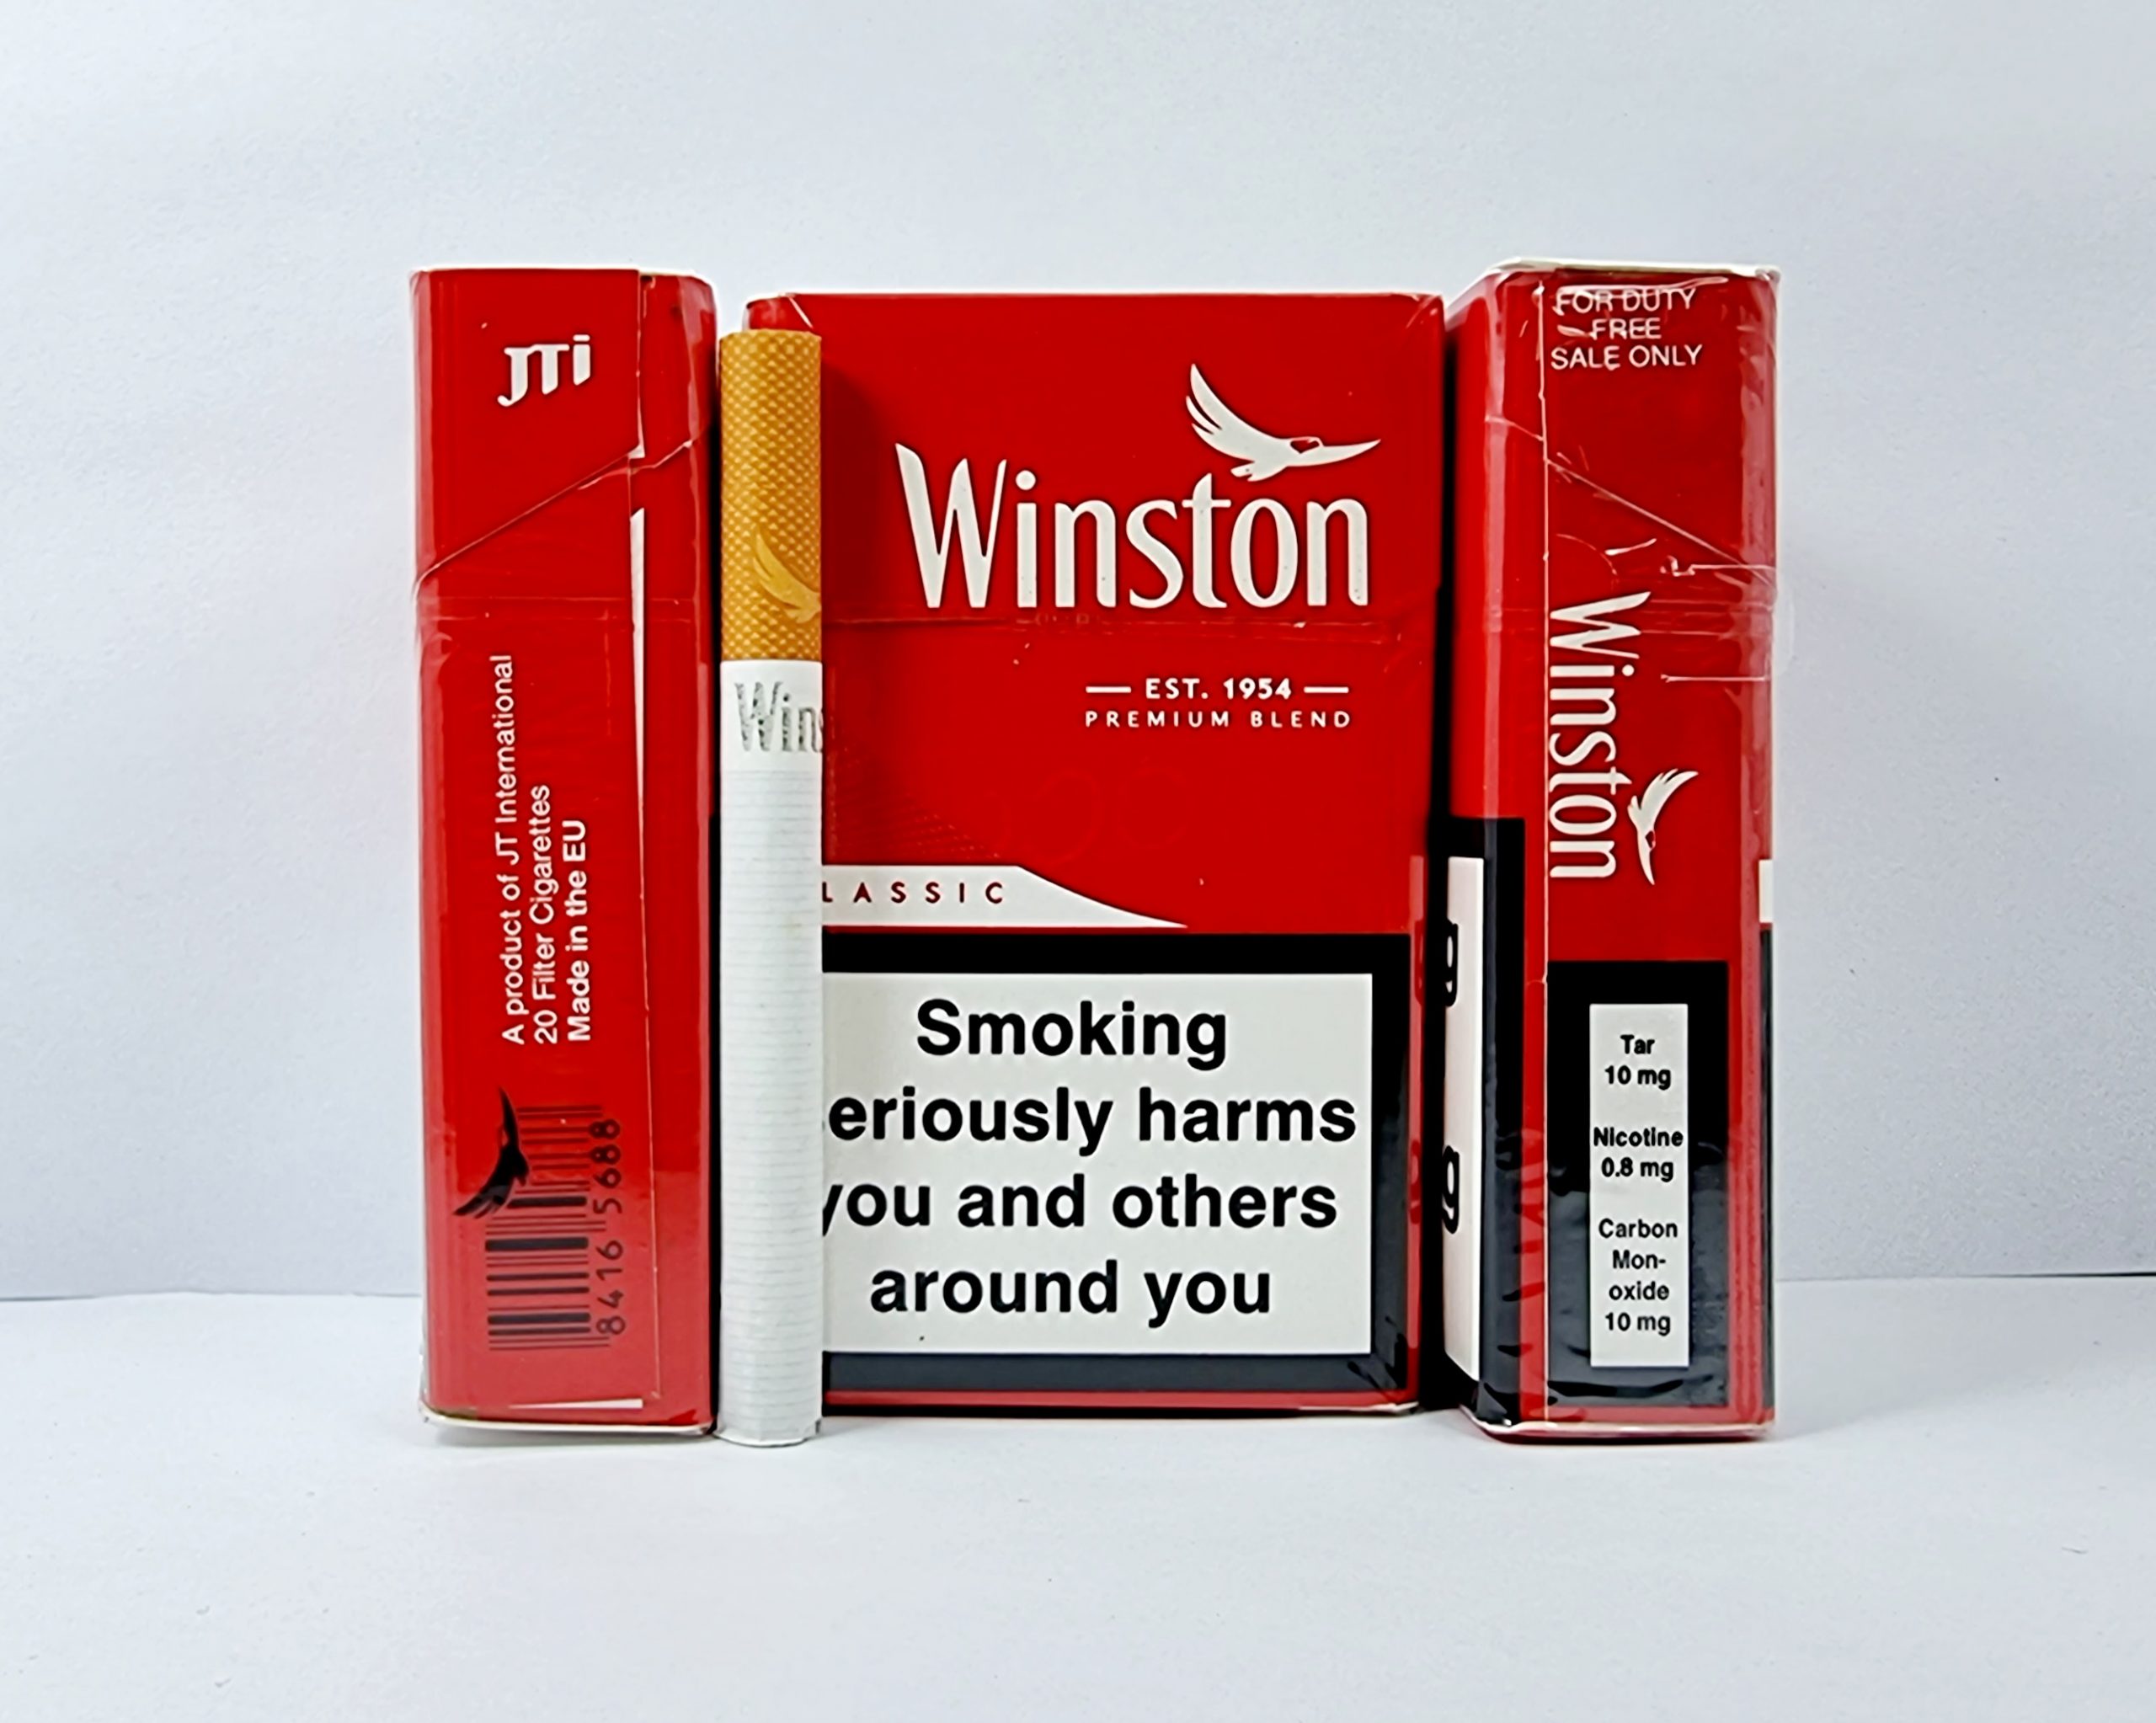 JTi
A product of JT International
20 Filter Cigarettes
Made in the EU
8416 5688
Wins
Winston
EST. 1954
PREMIUM BLEND
LASSIC
Smoking
eriously harms
you and others
around you
g
g
FOR DUTY
FREE
SALE ONLY
Winston
Tar
10 mg
Nicotine
0.8 mg
Carbon
Mon-
oxide
10 mg